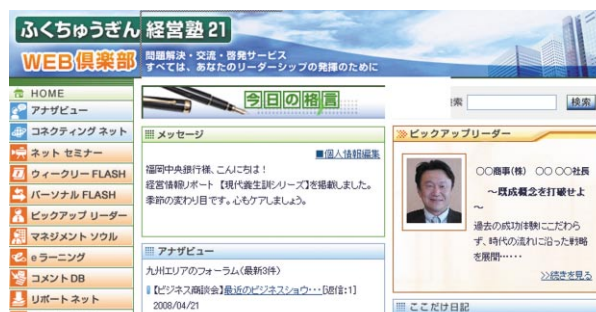 ふくちゅうぎん 経営塾21
WEB倶楽部
問題解決・交流・啓発サービス
すべては、あなたのリーダーシップの発揮のために
HOME
アナザビュー
コネクティング ネット
ネット セミナー
ウィークリー FLASH
パーソナル FLASH
ピックアップ リーダー
マネジメント ソウル
eラーニング
コメントDB
リポートネット
今日の格言
索
検索
メッセージ
■個人情報編集
福岡中央銀行様、こんにちは!
経営情報リポート【現代養生訓シリーズ】を掲載しました。
季節の変わり目です。心もケアしましょう。
アナザビュー
九州エリアのフォーラム(最新3件)
【ビジネス商談会】最近のビジネスショウ・・・[返信:1]
2008/04/21
ピックアップリーダー
○○商事(株) ○○ ○○社長
～既成概念を打破せよ
～
過去の成功体験にこだわら
ず、時代の流れに沿った戦略
を展開……
>>続きを見る
ここだけ日記